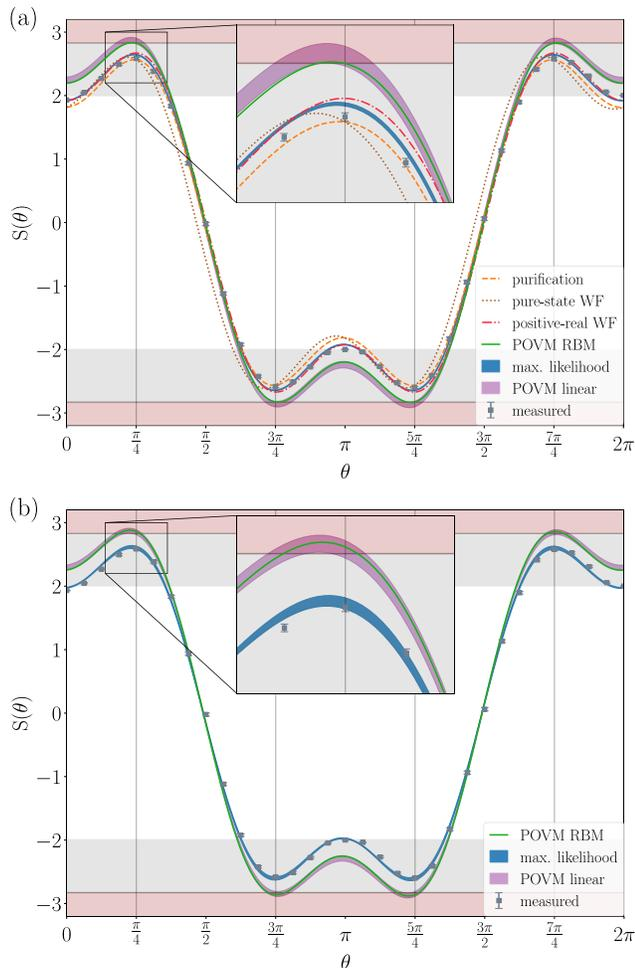 (a)
S(θ)
3
2
1
0
−1
−2
−3
purification
pure-state WF
positive-real WF
POVM RBM
max. likelihood
POVM linear
measured
0
π/4
π/2
3π/4
π
5π/4
3π/2
7π/4
2π
θ
(b)
S(θ)
3
2
1
0
−1
−2
−3
POVM RBM
max. likelihood
POVM linear
measured
0
π/4
π/2
3π/4
π
5π/4
3π/2
7π/4
2π
θ